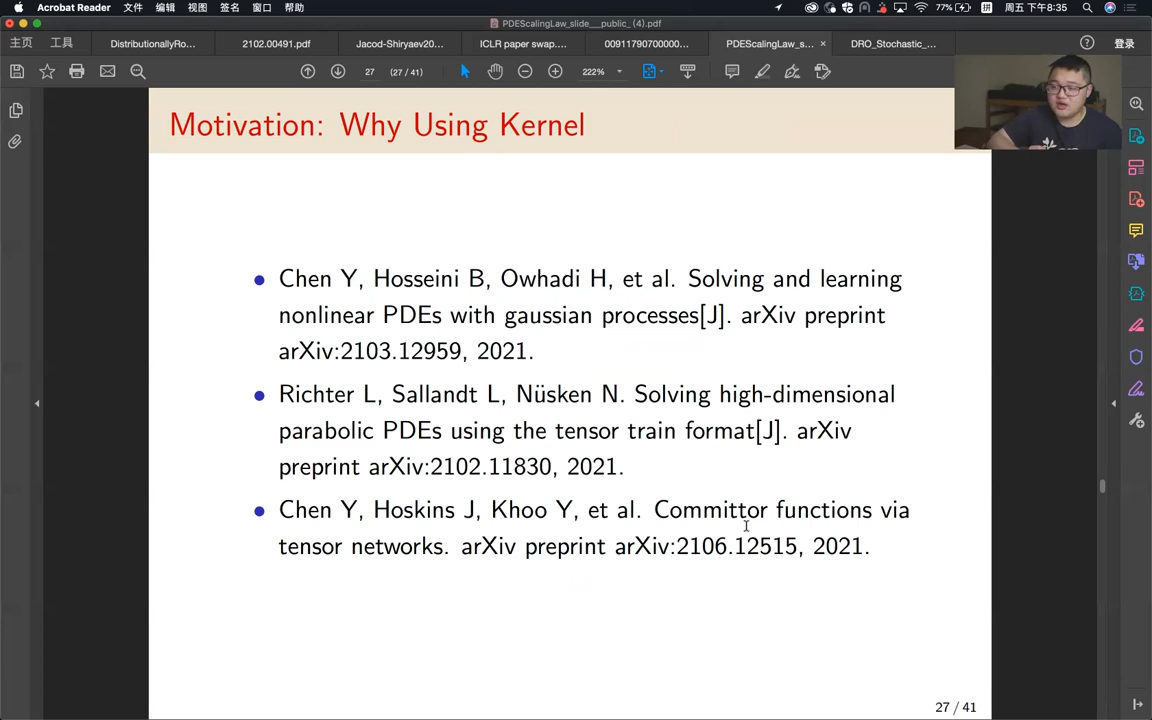 Acrobat Reader 文件 编辑 视图 签名 窗口 帮助 77% 拼 周五 下午8:35
PDEScalingLaw_slide__public_ (4).pdf
主页 工具 DistributionallyRo... 2102.00491.pdf Jacod-Shiryaev20... ICLR paper swap.... 00911790700000... PDEScalingLaw_s... × DRO_Stochastic_... 登录
27 (27 / 41) 222%
Motivation: Why Using Kernel
• Chen Y, Hosseini B, Owhadi H, et al. Solving and learning
nonlinear PDEs with gaussian processes[J]. arXiv preprint
arXiv:2103.12959, 2021.
• Richter L, Sallandt L, Nüsken N. Solving high-dimensional
parabolic PDEs using the tensor train format[J]. arXiv
preprint arXiv:2102.11830, 2021.
• Chen Y, Hoskins J, Khoo Y, et al. Committor functions via
tensor networks. arXiv preprint arXiv:2106.12515, 2021.
27 / 41